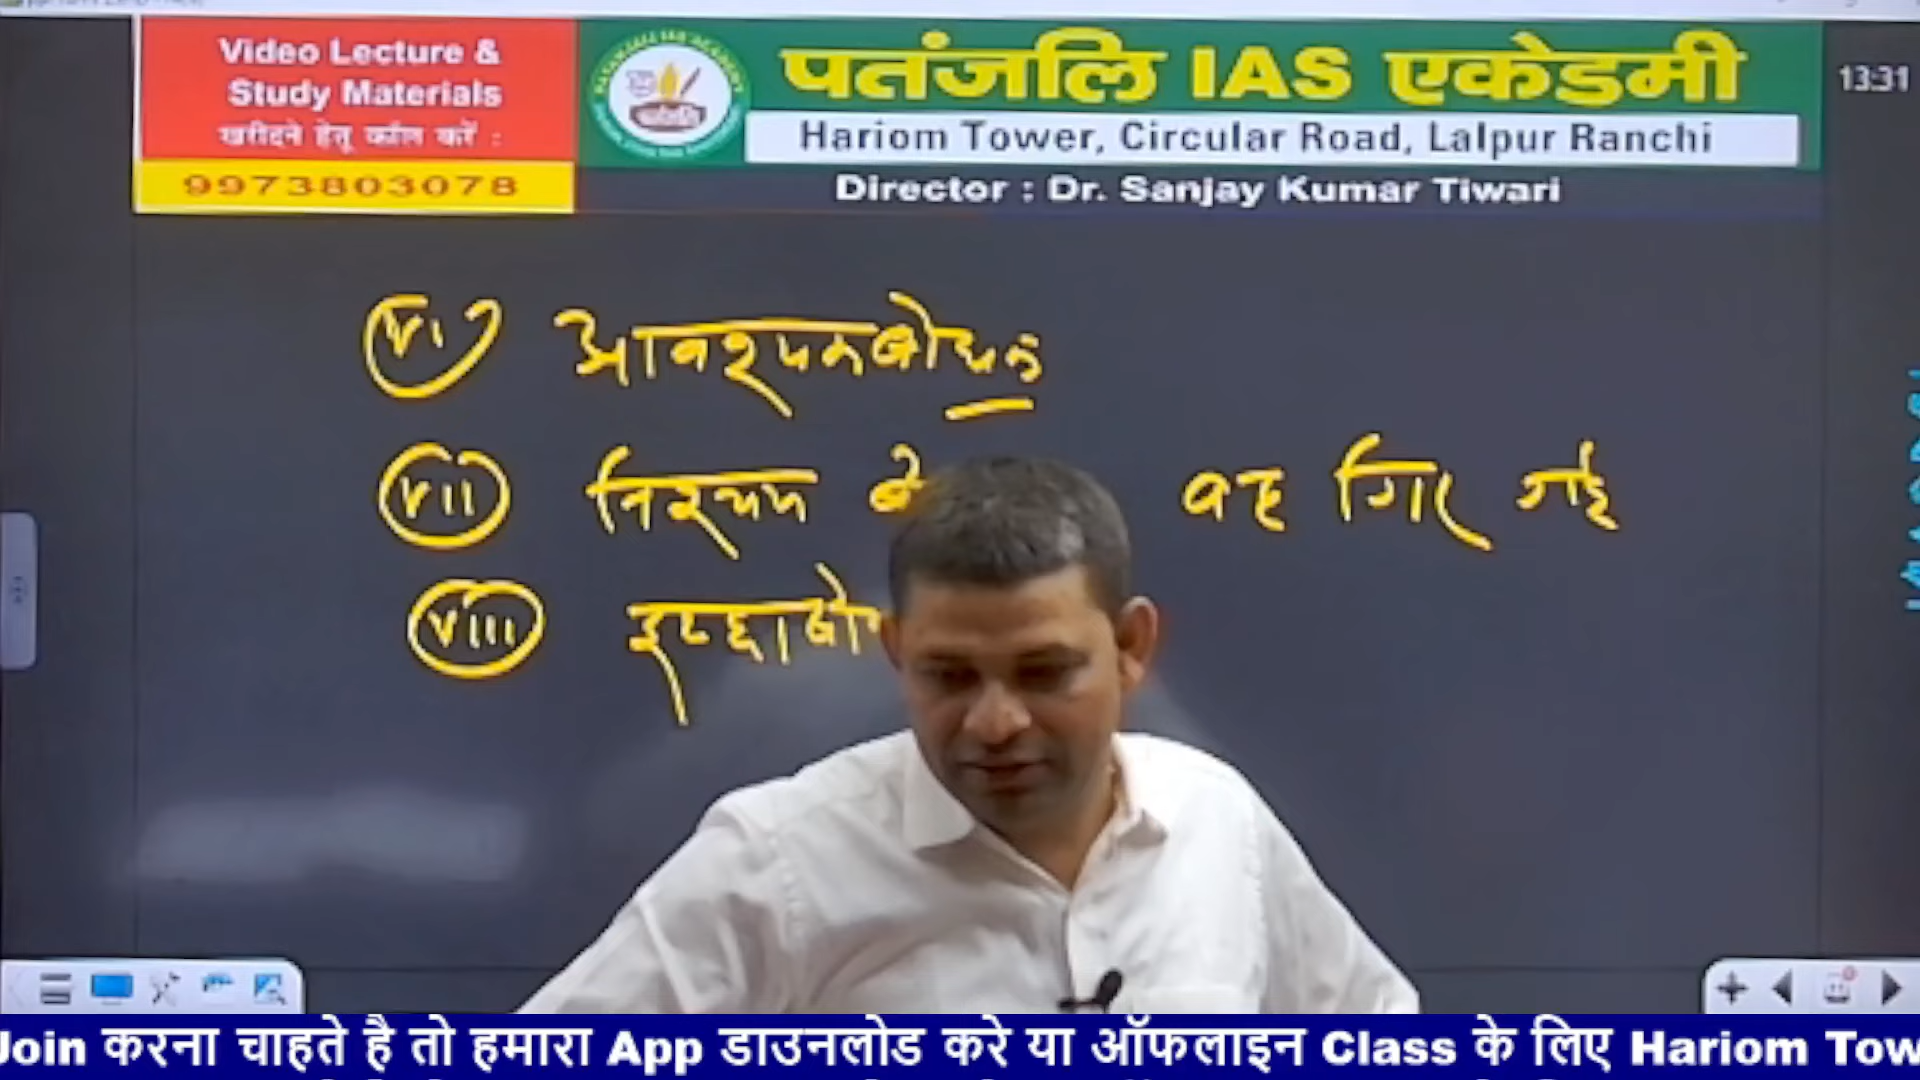 Video Lecture &
Study Materials
खरीदने हेतू कॉल करें :
9973803078
पतंजलि IAS एकेडमी
Hariom Tower, Circular Road, Lalpur Ranchi
Director : Dr. Sanjay Kumar Tiwari
13:31
VI आवश्यकबोधक
VII निश्चय वह गिर गई
VIII
Join करना चाहते है तो हमारा App डाउनलोड करे या ऑफलाइन Class के लिए Hariom Tow